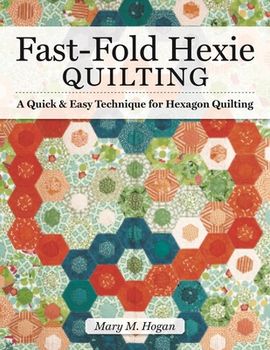 Fast-Fold Hexie
QUILTING
A Quick & Easy Technique for Hexagon Quilting
Mary M. Hogan